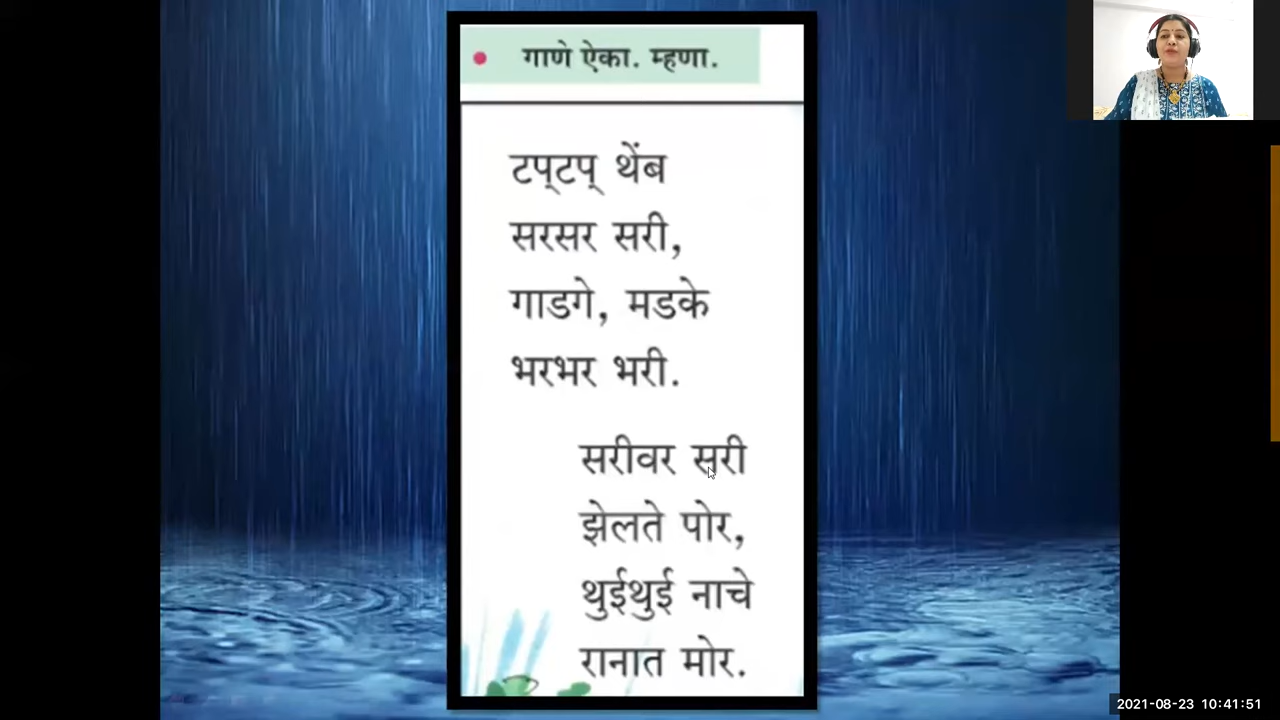 गाणे ऐका. म्हणा.
टप्‌टप्‌ थेंब
सरसर सरी,
गाडगे, मडके
भरभर भरी.
सरीवर सरी
झेलते पोर,
थुईथुई नाचे
रानात मोर.
2021-08-23 10:41:51